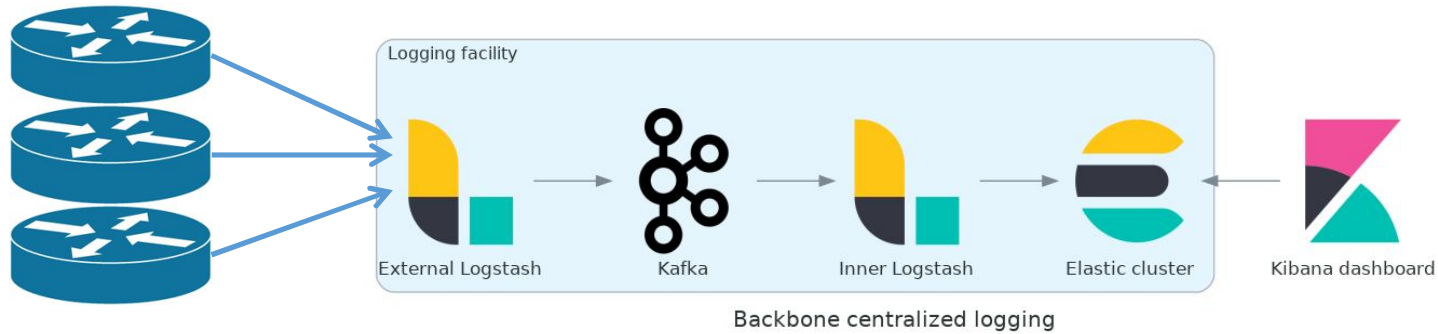 Logging facility
External Logstash
Kafka
Inner Logstash
Elastic cluster
Kibana dashboard
Backbone centralized logging